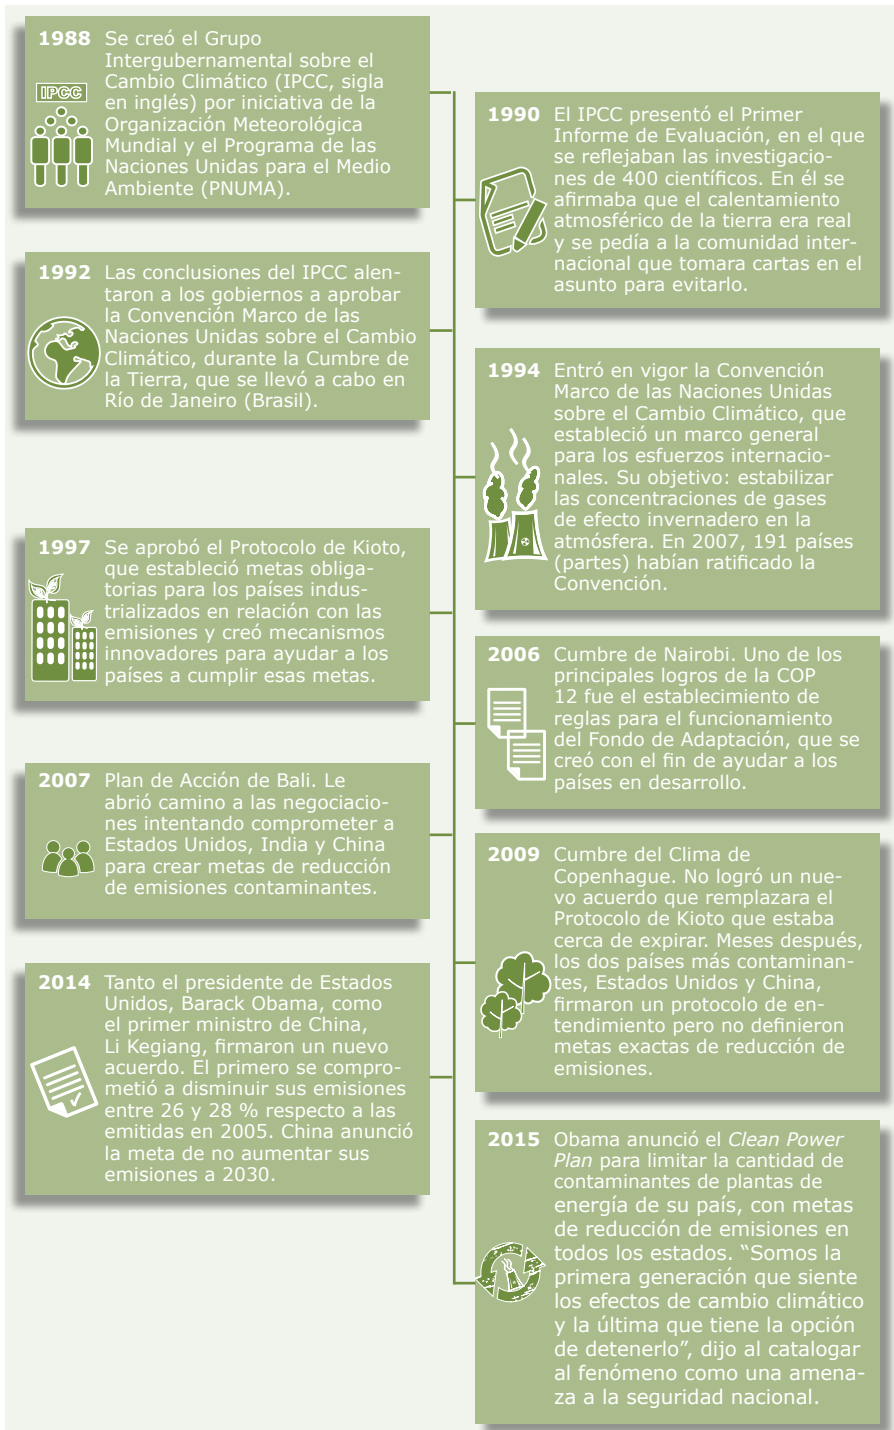 1988 Se creó el Grupo
Intergubernamental sobre el
Cambio Climático (IPCC, sigla
en inglés) por iniciativa de la
Organización Meteorológica
Mundial y el Programa de las
Naciones Unidas para el Medio
Ambiente (PNUMA).
IPCC
1990 El IPCC presentó el Primer
Informe de Evaluación, en el que
se reflejaban las investigacio-
nes de 400 científicos. En él se
afirmaba que el calentamiento
atmosférico de la tierra era real
y se pedía a la comunidad inter-
nacional que tomara cartas en el
asunto para evitarlo.
1992 Las conclusiones del IPCC alen-
taron a los gobiernos a aprobar
la Convención Marco de las
Naciones Unidas sobre el Cambio
Climático, durante la Cumbre de
la Tierra, que se llevó a cabo en
Río de Janeiro (Brasil).
1994 Entró en vigor la Convención
Marco de las Naciones Unidas
sobre el Cambio Climático, que
estableció un marco general
para los esfuerzos internacio-
nales. Su objetivo: estabilizar
las concentraciones de gases
de efecto invernadero en la
atmósfera. En 2007, 191 países
(partes) habían ratificado la
Convención.
1997 Se aprobó el Protocolo de Kioto,
que estableció metas obliga-
torias para los países indus-
trializados en relación con las
emisiones y creó mecanismos
innovadores para ayudar a los
países a cumplir esas metas.
2006 Cumbre de Nairobi. Uno de los
principales logros de la COP
12 fue el establecimiento de
reglas para el funcionamiento
del Fondo de Adaptación, que se
creó con el fin de ayudar a los
países en desarrollo.
2007 Plan de Acción de Bali. Le
abrió camino a las negociacio-
nes intentando comprometer a
Estados Unidos, India y China
para crear metas de reducción
de emisiones contaminantes.
2009 Cumbre del Clima de
Copenhague. No logró un nue-
vo acuerdo que remplazara el
Protocolo de Kioto que estaba
cerca de expirar. Meses después,
los dos países más contaminan-
tes, Estados Unidos y China,
firmaron un protocolo de en-
tendimiento pero no definieron
metas exactas de reducción de
emisiones.
2014 Tanto el presidente de Estados
Unidos, Barack Obama, como
el primer ministro de China,
Li Kegiang, firmaron un nuevo
acuerdo. El primero se compro-
metió a disminuir sus emisiones
entre 26 y 28 % respecto a las
emitidas en 2005. China anunció
la meta de no aumentar sus
emisiones a 2030.
2015 Obama anunció el Clean Power
Plan para limitar la cantidad de
contaminantes de plantas de
energía de su país, con metas
de reducción de emisiones en
todos los estados. “Somos la
primera generación que siente
los efectos de cambio climático
y la última que tiene la opción
de detenerlo”, dijo al catalogar
al fenómeno como una amena-
za a la seguridad nacional.